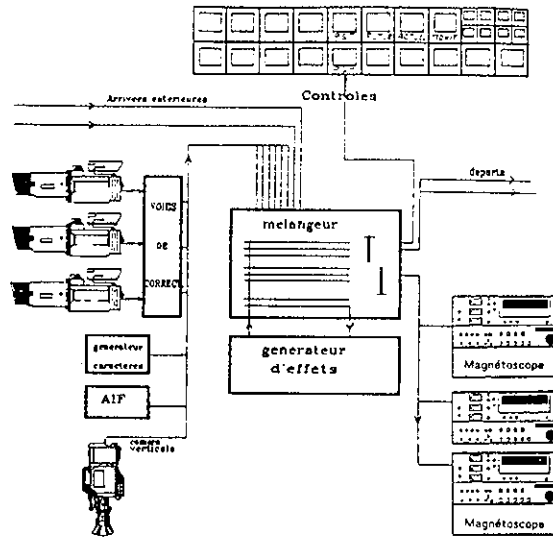 Controles
Arrivees exterieures
departs
VOIES
DE
CORRECT.
melangeur
generateur
d'effets
generateur
caracteres
AIF
camera
verticale
Magnétoscope
Magnétoscope